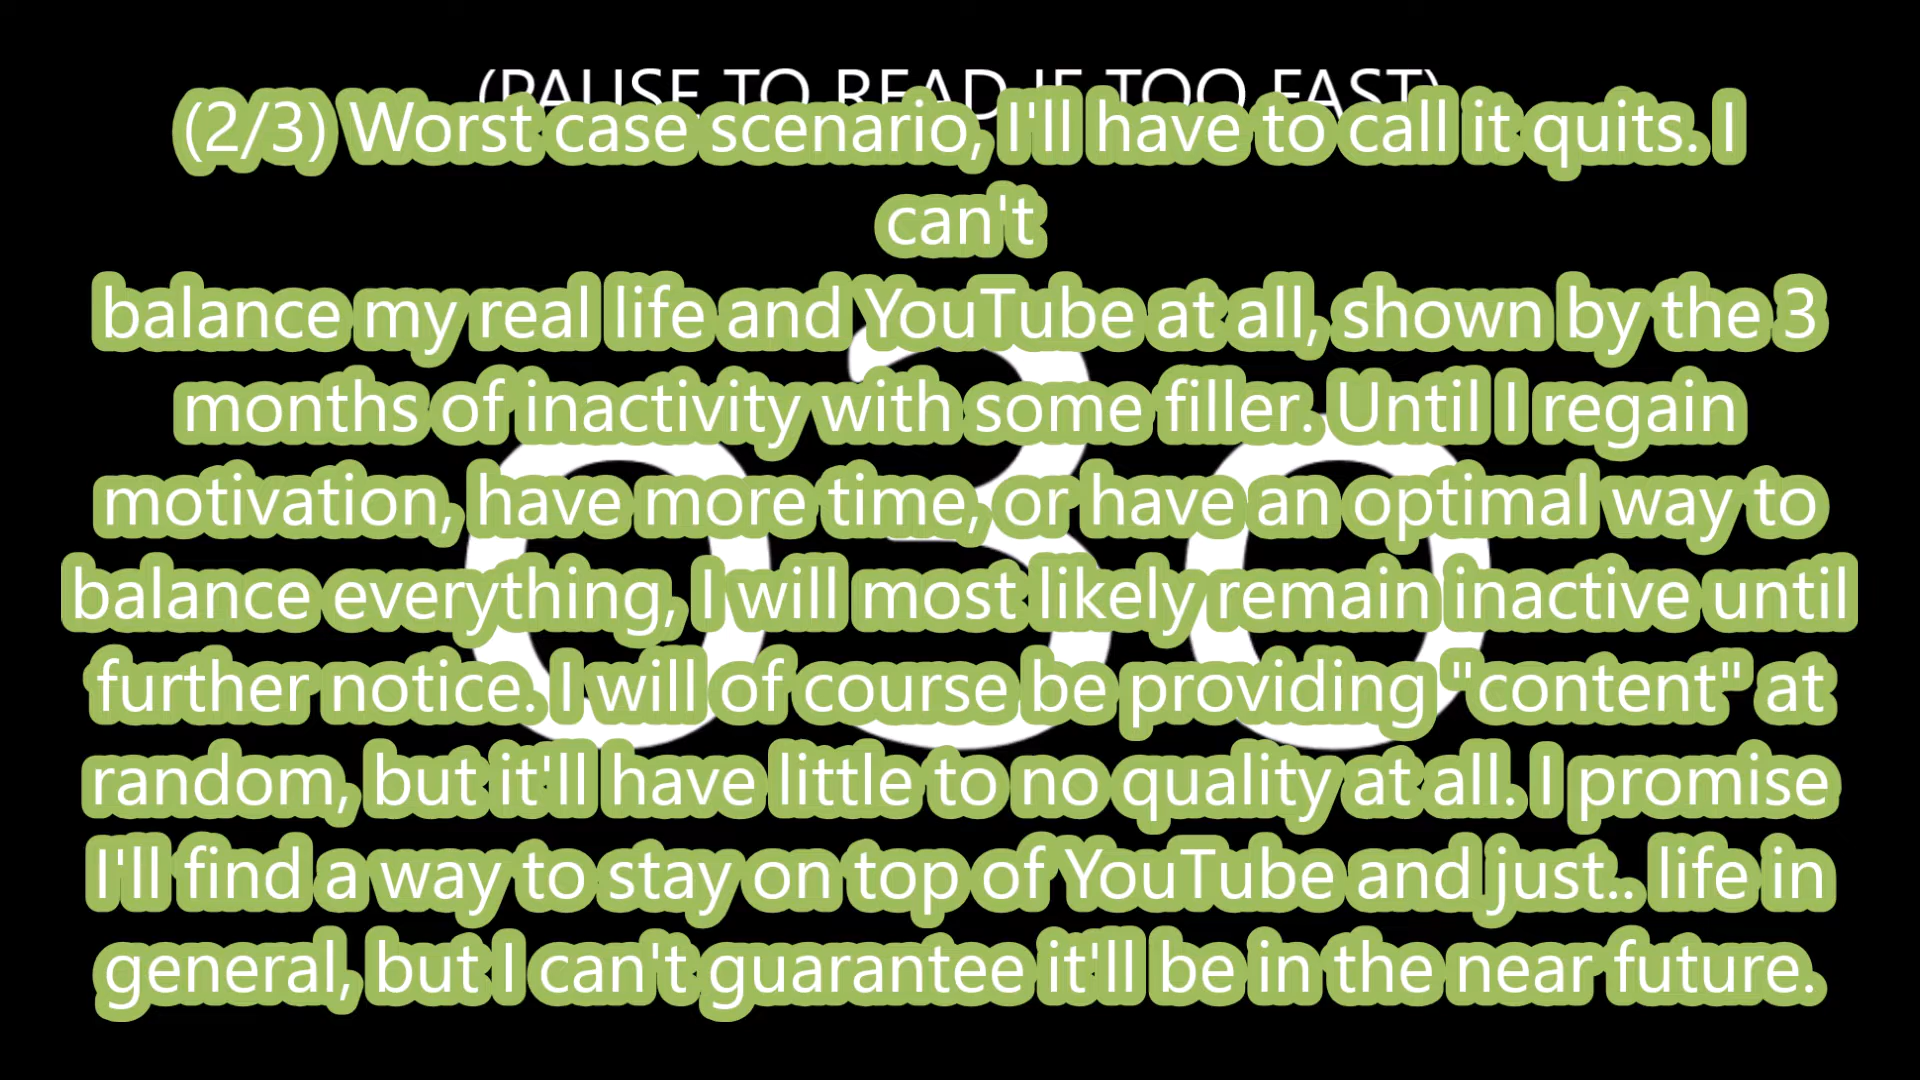 (PAUSE TO READ IF TOO FAST)
(2/3) Worst case scenario, I'll have to call it quits. I
can't
balance my real life and YouTube at all, shown by the 3
months of inactivity with some filler. Until I regain
motivation, have more time, or have an optimal way to
balance everything, I will most likely remain inactive until
further notice. I will of course be providing "content" at
random, but it'll have little to no quality at all. I promise
I'll find a way to stay on top of YouTube and just.. life in
general, but I can't guarantee it'll be in the near future.
030